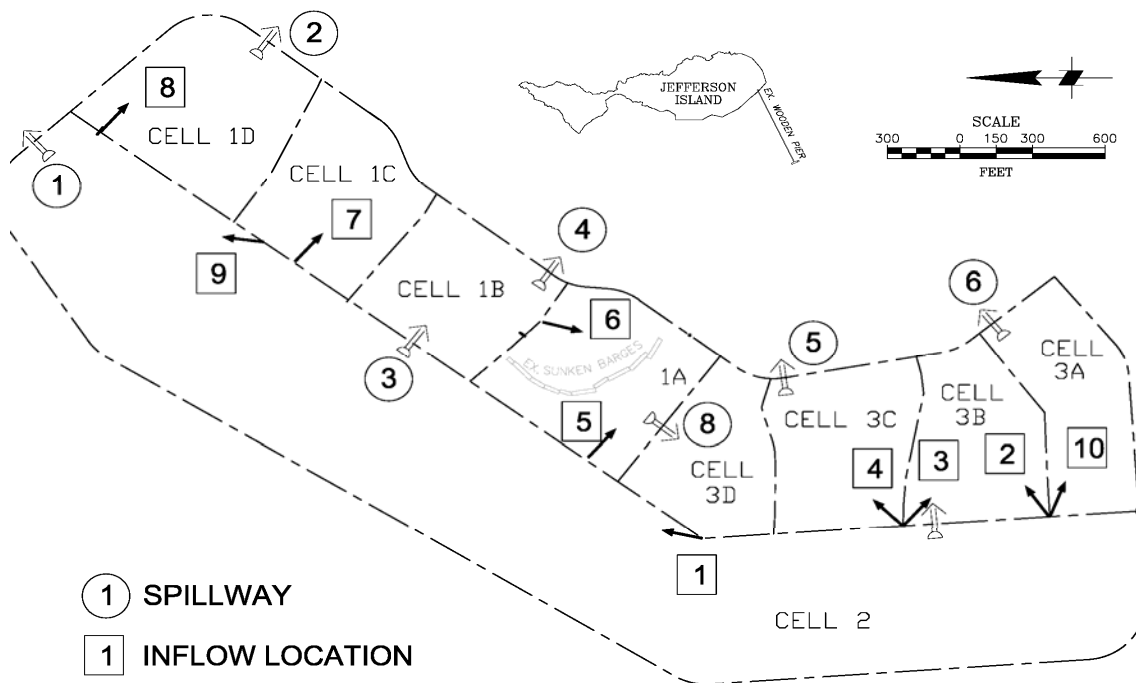 2
8
JEFFERSON
ISLAND
EX. WOODEN PIER
SCALE
300 0 150 300 600
FEET
CELL 1D
1
CELL 1C
7
9
4
CELL 1B
6
6
3
EX. SUNKEN BARGES
1A
5
CELL
3A
CELL
3B
CELL 3C
5
8
CELL
3D
4
3
2
10
1
CELL 2
1 SPILLWAY
1 INFLOW LOCATION